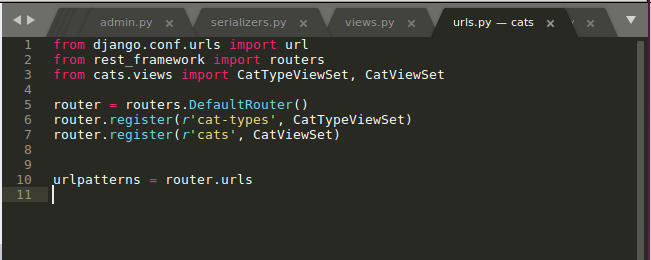 admin.py × serializers.py × views.py × urls.py — cats ×
1 from django.conf.urls import url
2 from rest_framework import routers
3 from cats.views import CatTypeViewSet, CatViewSet
4
5 router = routers.DefaultRouter()
6 router.register(r'cat-types', CatTypeViewSet)
7 router.register(r'cats', CatViewSet)
8
9
10 urlpatterns = router.urls
11